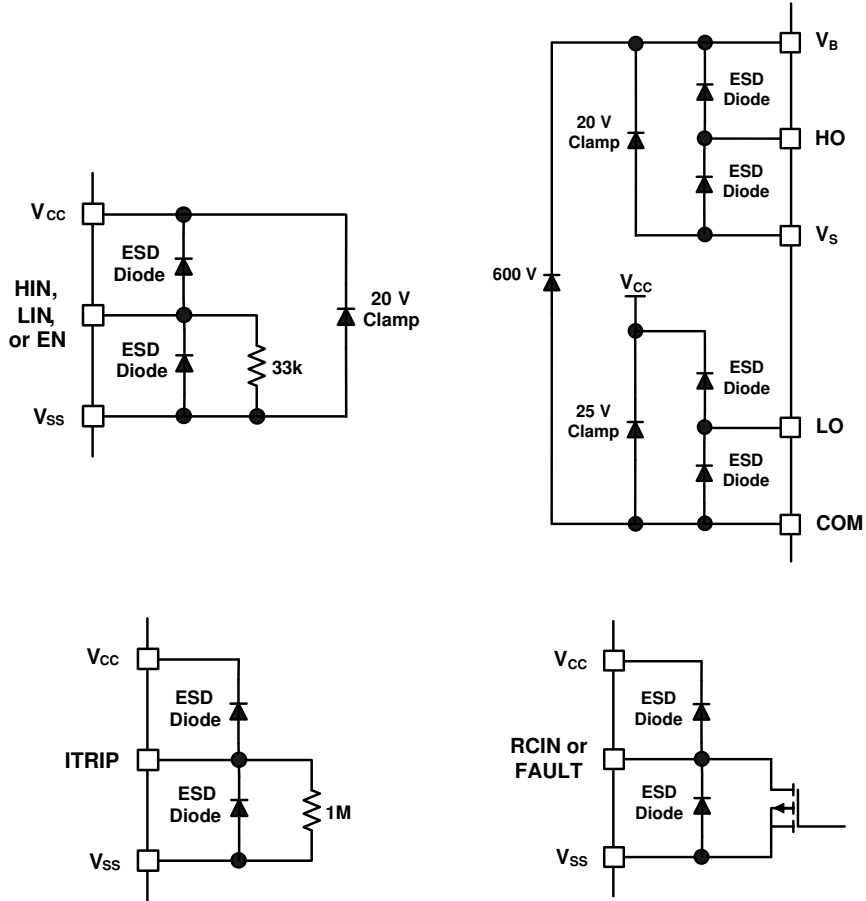 VCC
HIN,
LIN,
or EN
VSS
ESD
Diode
ESD
Diode
33k
20 V
Clamp
VB
HO
VS
ESD
Diode
ESD
Diode
20 V
Clamp
600 V
VCC
25 V
Clamp
ESD
Diode
ESD
Diode
LO
COM
VCC
ITRIP
VSS
ESD
Diode
ESD
Diode
1M
VCC
RCIN or
FAULT
VSS
ESD
Diode
ESD
Diode